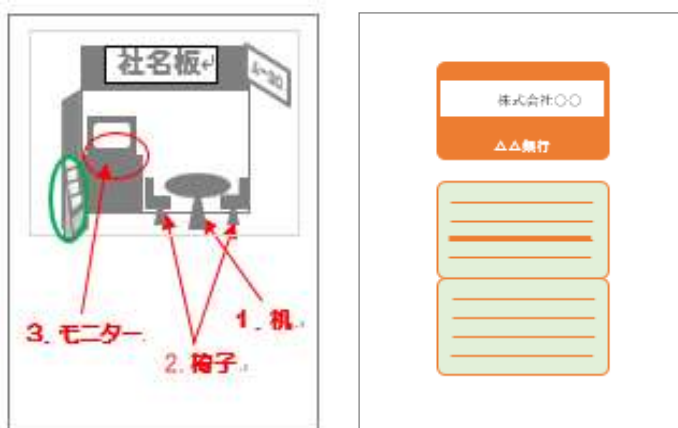 社名板
1. 机
3. モニター
2. 椅子
株式会社○○
△△銀行